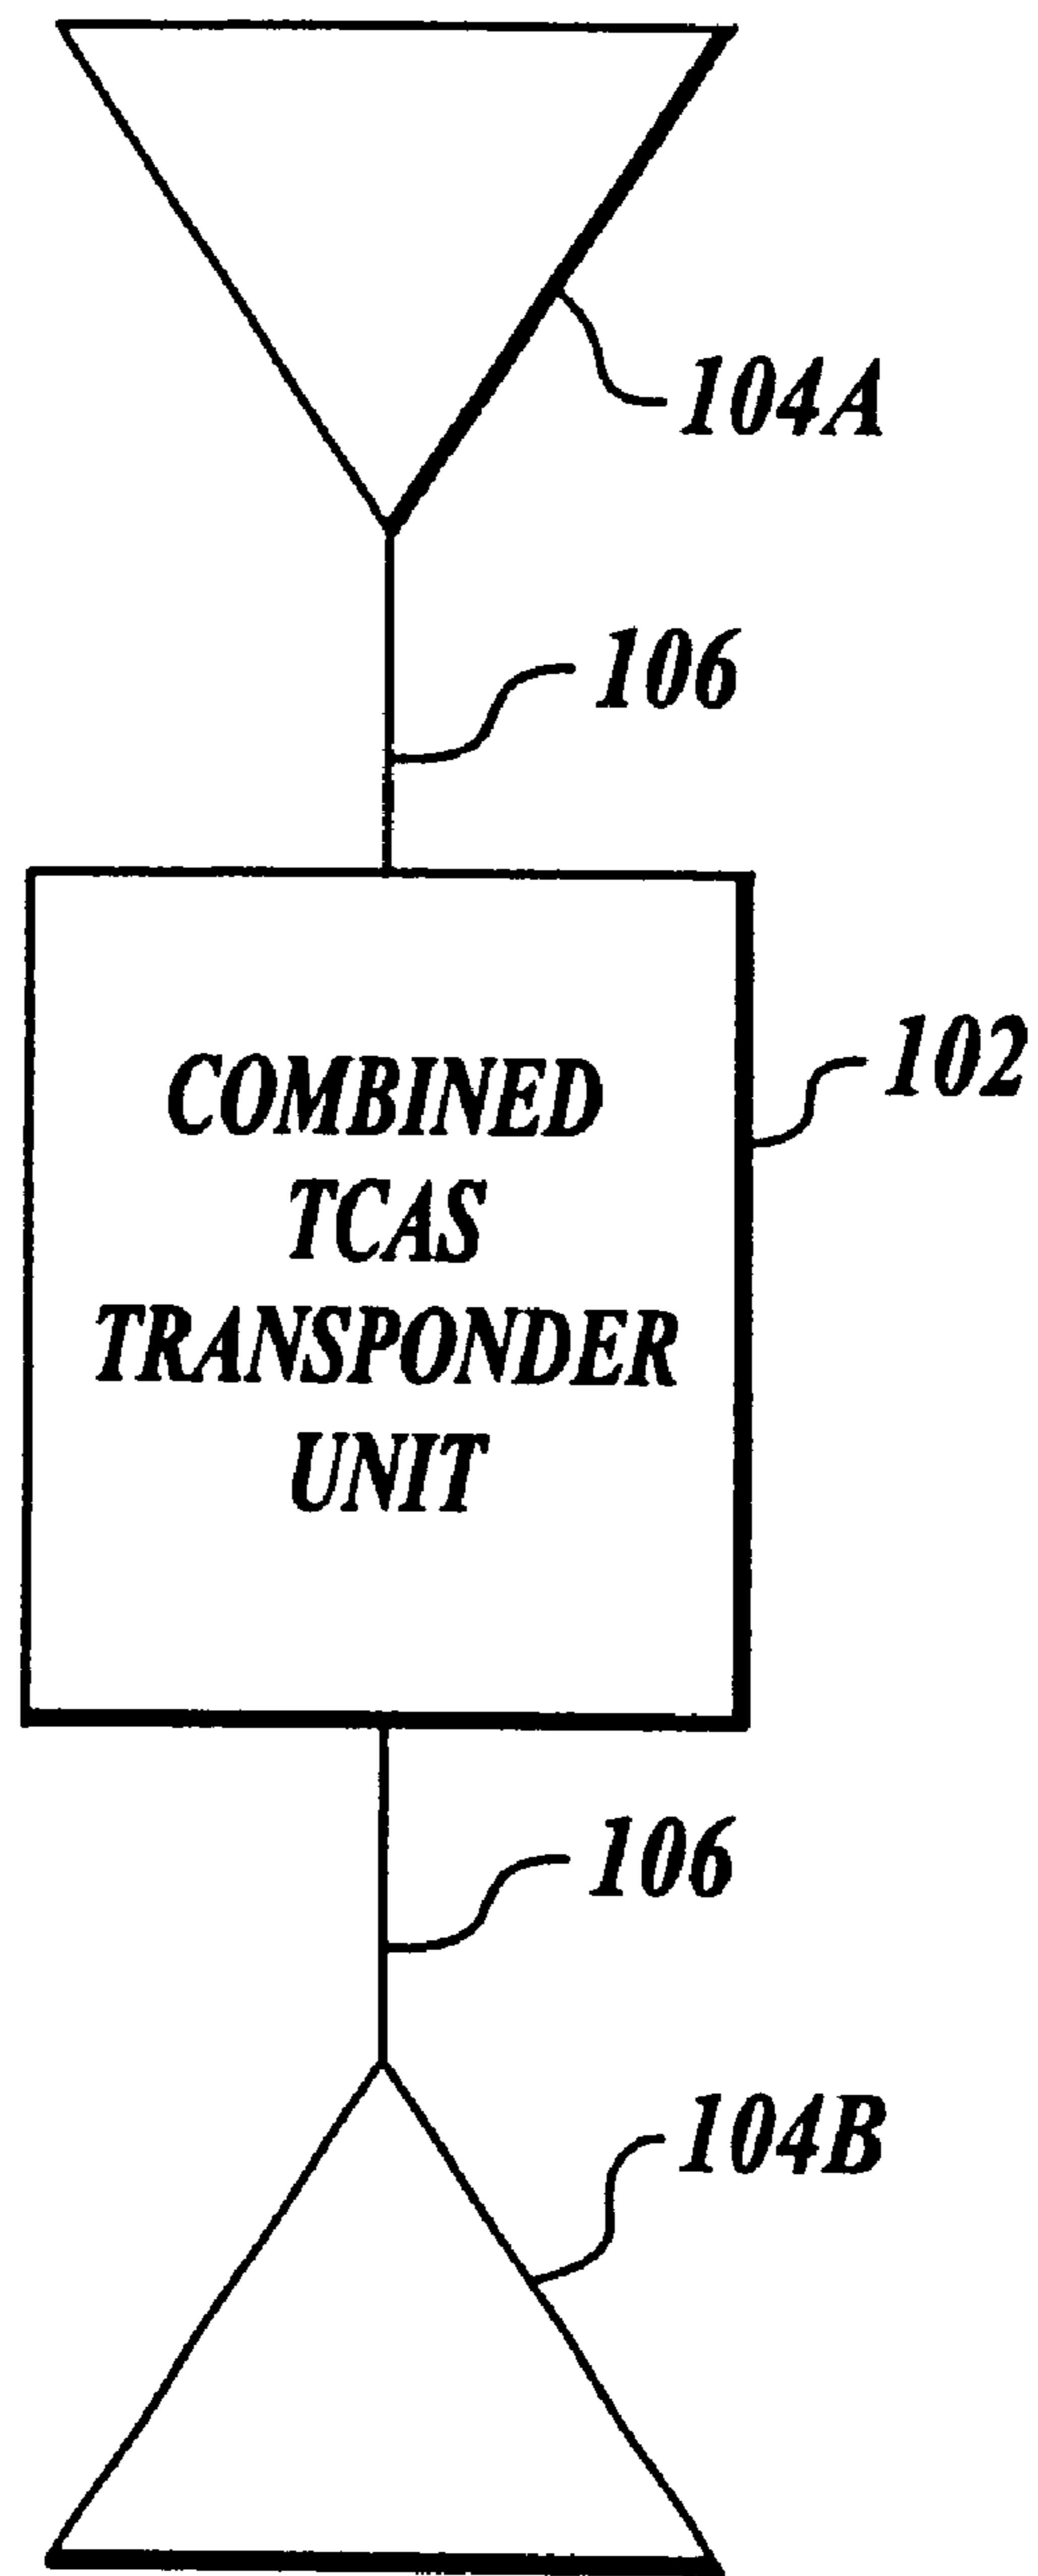 104A
106
102
COMBINED
TCAS
TRANSPONDER
UNIT
106
104B